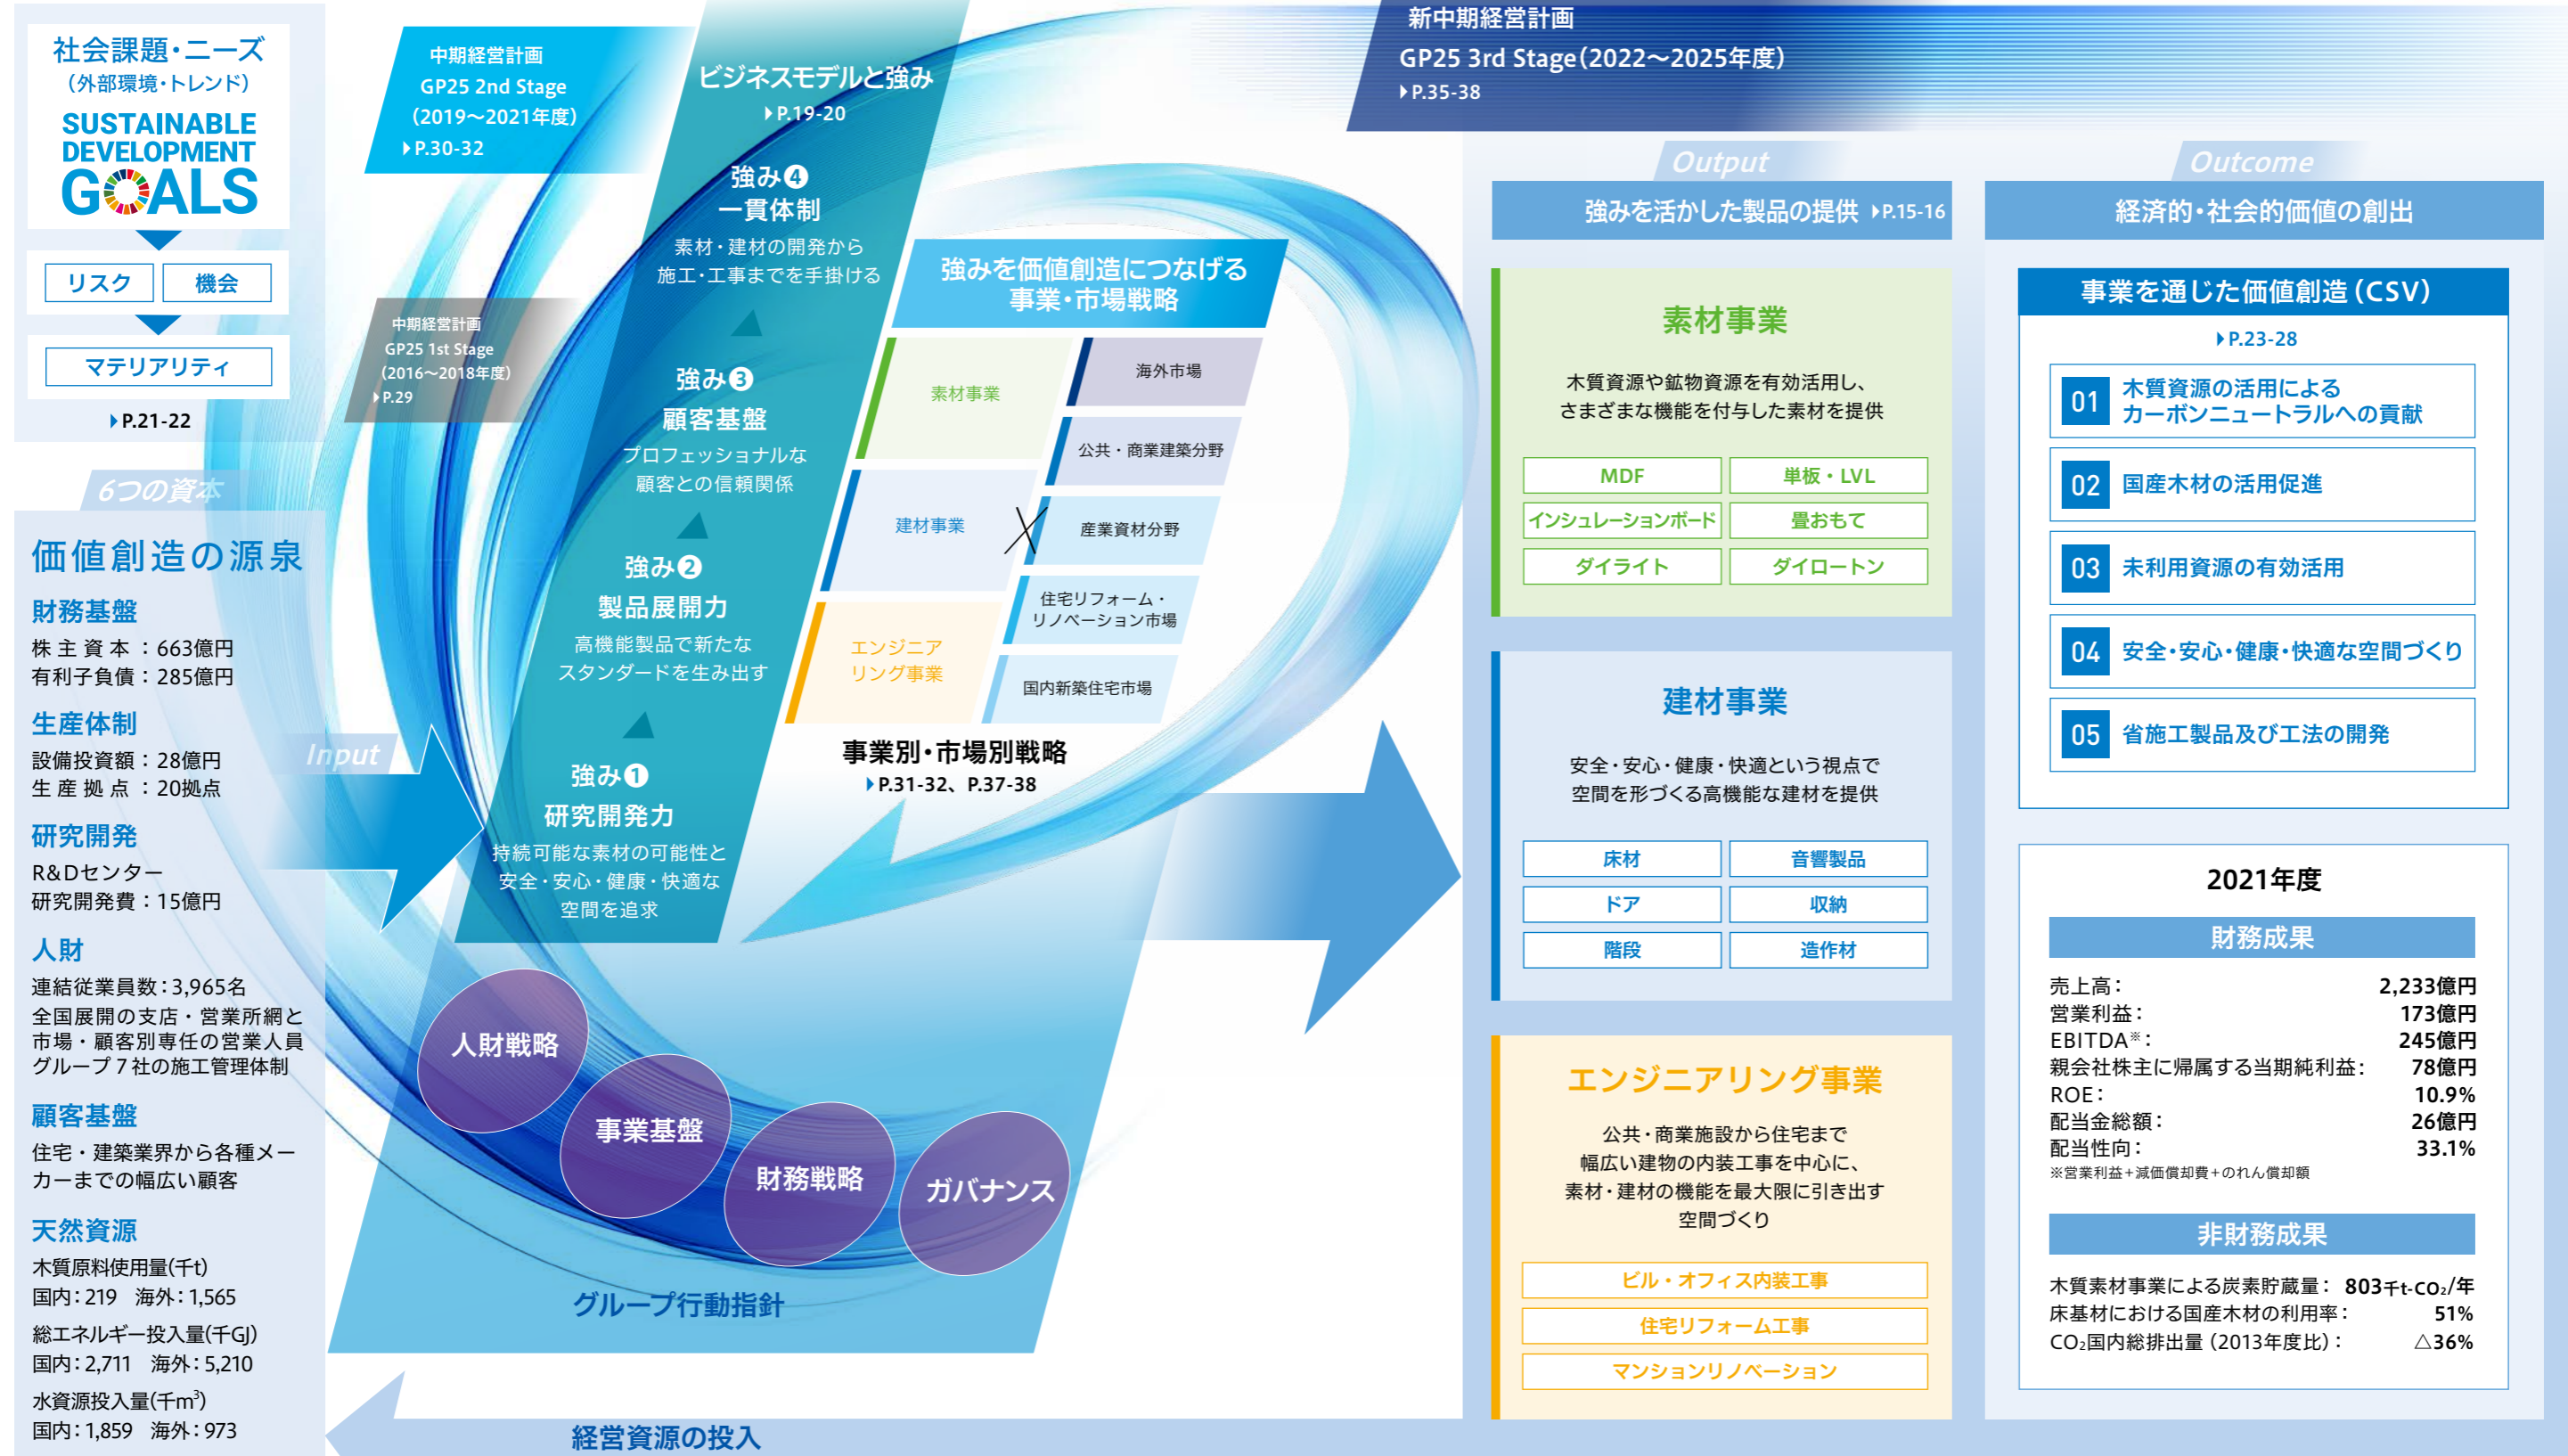 社会課題・ニーズ
（外部環境・トレンド）
SUSTAINABLE
DEVELOPMENT
GOALS
リスク
機会
マテリアリティ
P.21-22
6つの資本
価値創造の源泉
財務基盤
株主資本：663億円
有利子負債：285億円
生産体制
設備投資額：28億円
生産拠点：20拠点
研究開発
R&Dセンター
研究開発費：15億円
人財
連結従業員数：3,965名
全国展開の支店・営業所網と
市場・顧客別専任の営業人員
グループ７社の施工管理体制
顧客基盤
住宅・建築業界から各種メー
カーまでの幅広い顧客
天然資源
木質原料使用量(千t)
国内：219　海外：1,565
総エネルギー投入量(千GJ)
国内：2,711　海外：5,210
水資源投入量(千m³)
国内：1,859　海外：973
Input
中期経営計画
GP25 1st Stage
（2016～2018年度）
P.29
中期経営計画
GP25 2nd Stage
（2019～2021年度）
P.30-32
新中期経営計画
GP25 3rd Stage（2022～2025年度）
P.35-38
ビジネスモデルと強み
P.19-20
強み❹
一貫体制
素材・建材の開発から
施工・工事までを手掛ける
強み❸
顧客基盤
プロフェッショナルな
顧客との信頼関係
強み❷
製品展開力
高機能製品で新たな
スタンダードを生み出す
強み❶
研究開発力
持続可能な素材の可能性と
安全・安心・健康・快適な
空間を追求
強みを価値創造につなげる
事業・市場戦略
素材事業
建材事業
エンジニア
リング事業
海外市場
公共・商業建築分野
産業資材分野
住宅リフォーム・
リノベーション市場
国内新築住宅市場
事業別・市場別戦略
P.31-32、P.37-38
人財戦略
事業基盤
財務戦略
ガバナンス
グループ行動指針
経営資源の投入
Output
強みを活かした製品の提供 P.15-16
素材事業
木質資源や鉱物資源を有効活用し、
さまざまな機能を付与した素材を提供
MDF
単板・LVL
インシュレーションボード
畳おもて
ダイライト
ダイロートン
建材事業
安全・安心・健康・快適という視点で
空間を形づくる高機能な建材を提供
床材
音響製品
ドア
収納
階段
造作材
エンジニアリング事業
公共・商業施設から住宅まで
幅広い建物の内装工事を中心に、
素材・建材の機能を最大限に引き出す
空間づくり
ビル・オフィス内装工事
住宅リフォーム工事
マンションリノベーション
Outcome
経済的・社会的価値の創出
事業を通じた価値創造（CSV）
P.23-28
01 木質資源の活用による
カーボンニュートラルへの貢献
02 国産木材の活用促進
03 未利用資源の有効活用
04 安全・安心・健康・快適な空間づくり
05 省施工製品及び工法の開発
2021年度
財務成果
売上高： 2,233億円
営業利益： 173億円
EBITDA※： 245億円
親会社株主に帰属する当期純利益： 78億円
ROE： 10.9%
配当金総額： 26億円
配当性向： 33.1%
※営業利益+減価償却費+のれん償却額
非財務成果
木質素材事業による炭素貯蔵量： 803千t-CO₂/年
床基材における国産木材の利用率： 51%
CO₂国内総排出量（2013年度比）： △36%